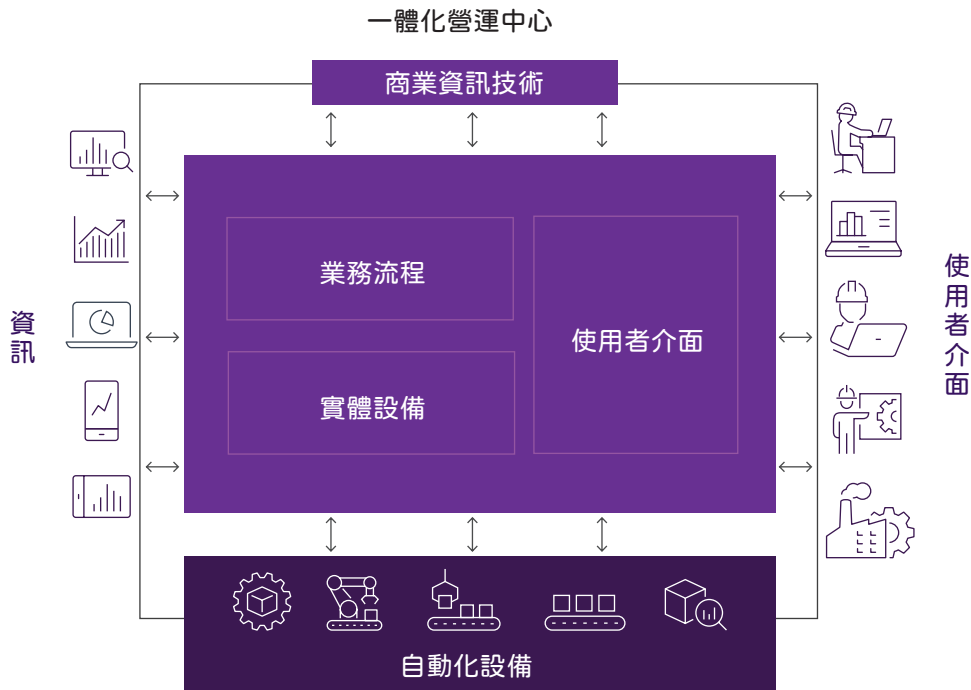 一體化營運中心
商業資訊技術
業務流程
使用者介面
實體設備
資訊
使用者介面
自動化設備